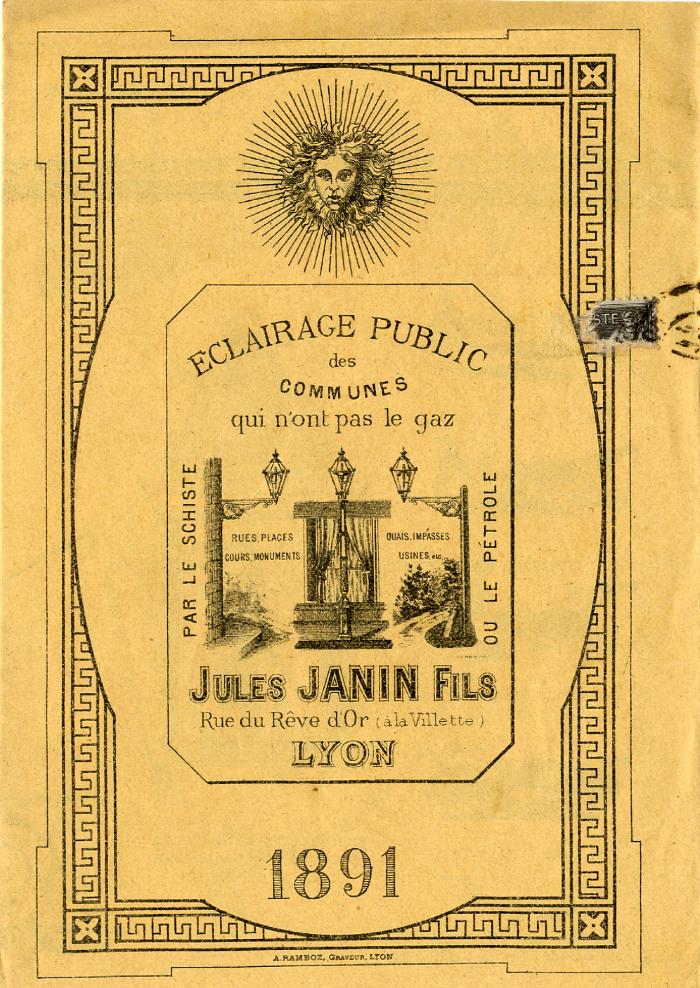 ECLAIRAGE PUBLIC
des
COMMUNES
qui n'ont pas le gaz
PAR LE SCHISTE
RUES, PLACES
COURS, MONUMENTS
QUAIS, IMPASSES
USINES, etc.
OU LE PÉTROLE
JULES JANIN FILS
Rue du Rêve d'Or (à la Villette)
LYON
1891
A. RAMBOZ, GRAVEUR, LYON